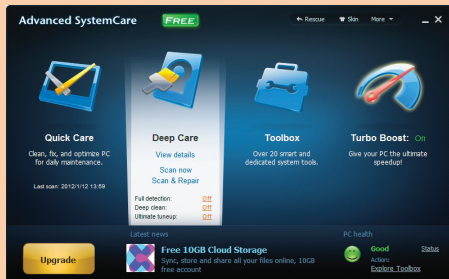 Advanced SystemCare FREE Rescue Skin More
Quick Care
Clean, fix, and optimize PC
for daily maintenance.
Last scan: 2012/1/12 13:59
Deep Care
View details
Scan now
Scan & Repair
Full detection: Off
Deep clean: Off
Ultimate tuneup: Off
Toolbox
Over 20 smart and
dedicated system tools.
Turbo Boost: On
Give your PC the ultimate
speedup!
Upgrade
Latest news
Free 10GB Cloud Storage
Sync, store and share all your files online, 10GB
free account
PC health
Good Status
Action:
Explore Toolbox